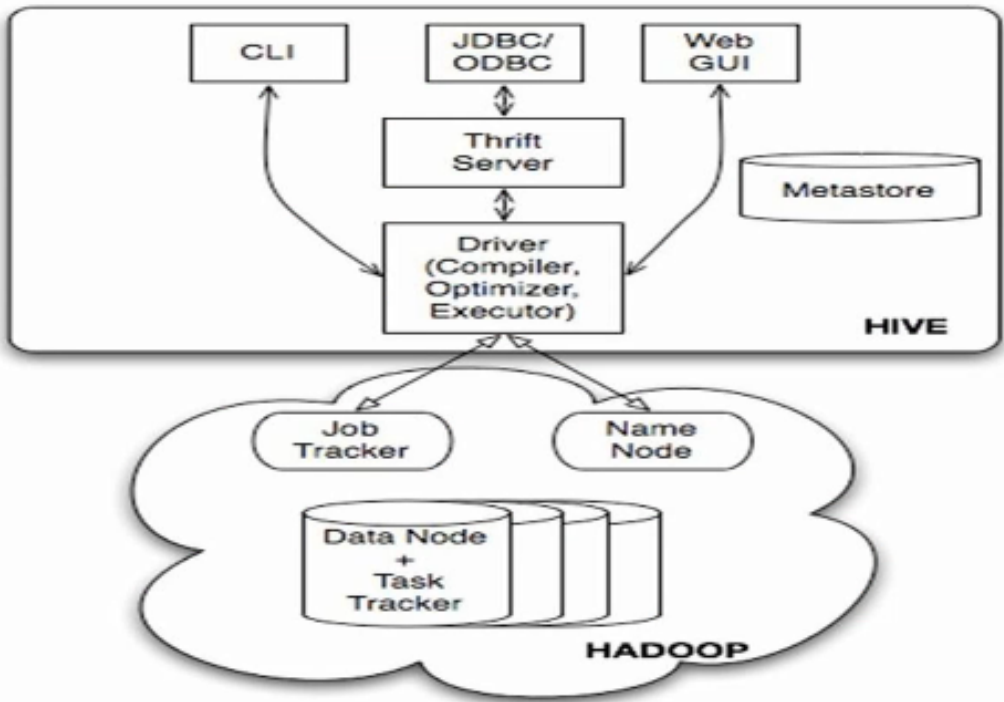 CLI
JDBC/
ODBC
Web
GUI
Thrift
Server
Metastore
Driver
(Compiler,
Optimizer,
Executor)
HIVE
Job
Tracker
Name
Node
Data Node
+
Task
Tracker
HADOOP